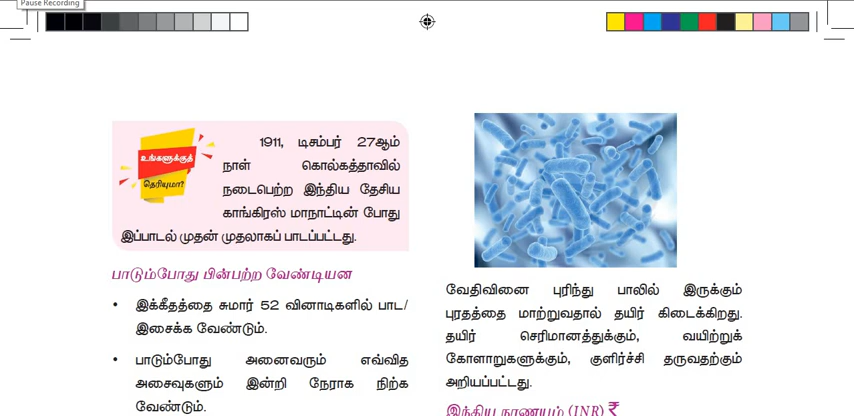 Pause Recording
உங்களுக்குத்
தெரியுமா?
1911, டிசம்பர் 27ஆம்
நாள் கொல்கத்தாவில்
நடைபெற்ற இந்திய தேசிய
காங்கிரஸ் மாநாட்டின் போது
இப்பாடல் முதன் முதலாகப் பாடப்பட்டது.
பாடும்போது பின்பற்ற வேண்டியன
• இக்கீதத்தை சுமார் 52 வினாடிகளில் பாட/
இசைக்க வேண்டும்.
• பாடும்போது அனைவரும் எவ்வித
அசைவுகளும் இன்றி நேராக நிற்க
வேண்டும்.
வேதிவினை புரிந்து பாலில் இருக்கும்
புரதத்தை மாற்றுவதால் தயிர் கிடைக்கிறது.
தயிர் செரிமானத்துக்கும், வயிற்றுக்
கோளாறுகளுக்கும், குளிர்ச்சி தருவதற்கும்
அறியப்பட்டது.
இந்திய நாணயம் (INR) ₹